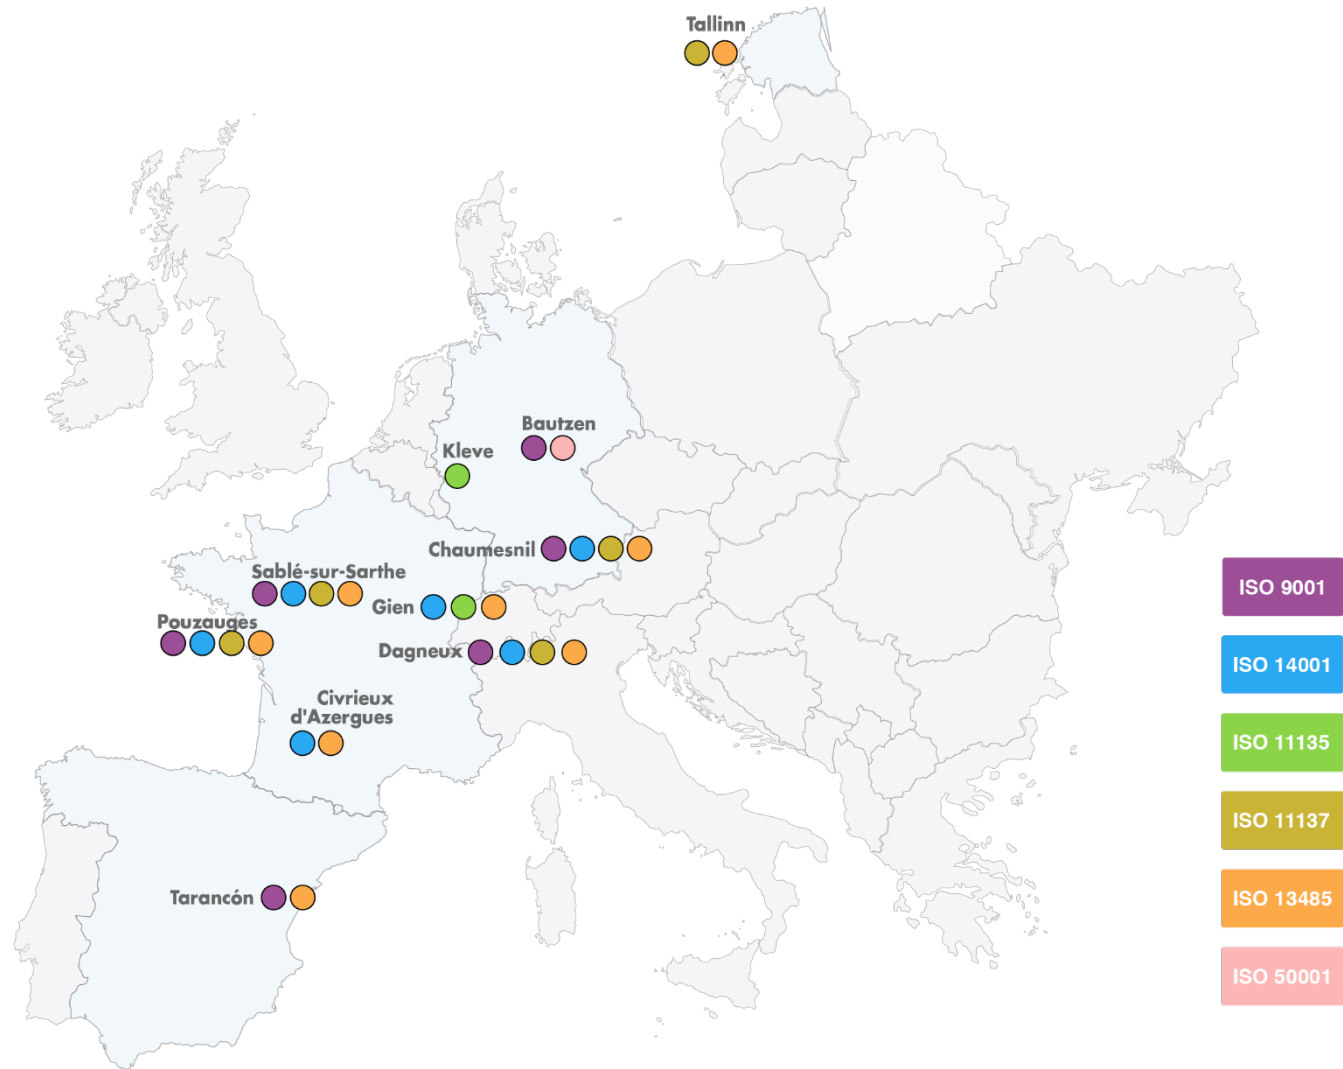 Tallinn
Bautzen
Kleve
Chaumesnil
Sablé-sur-Sarthe
Gien
Pouzauges
Dagneux
Civrieux
d'Azergues
Tarancón
ISO 9001
ISO 14001
ISO 11135
ISO 11137
ISO 13485
ISO 50001